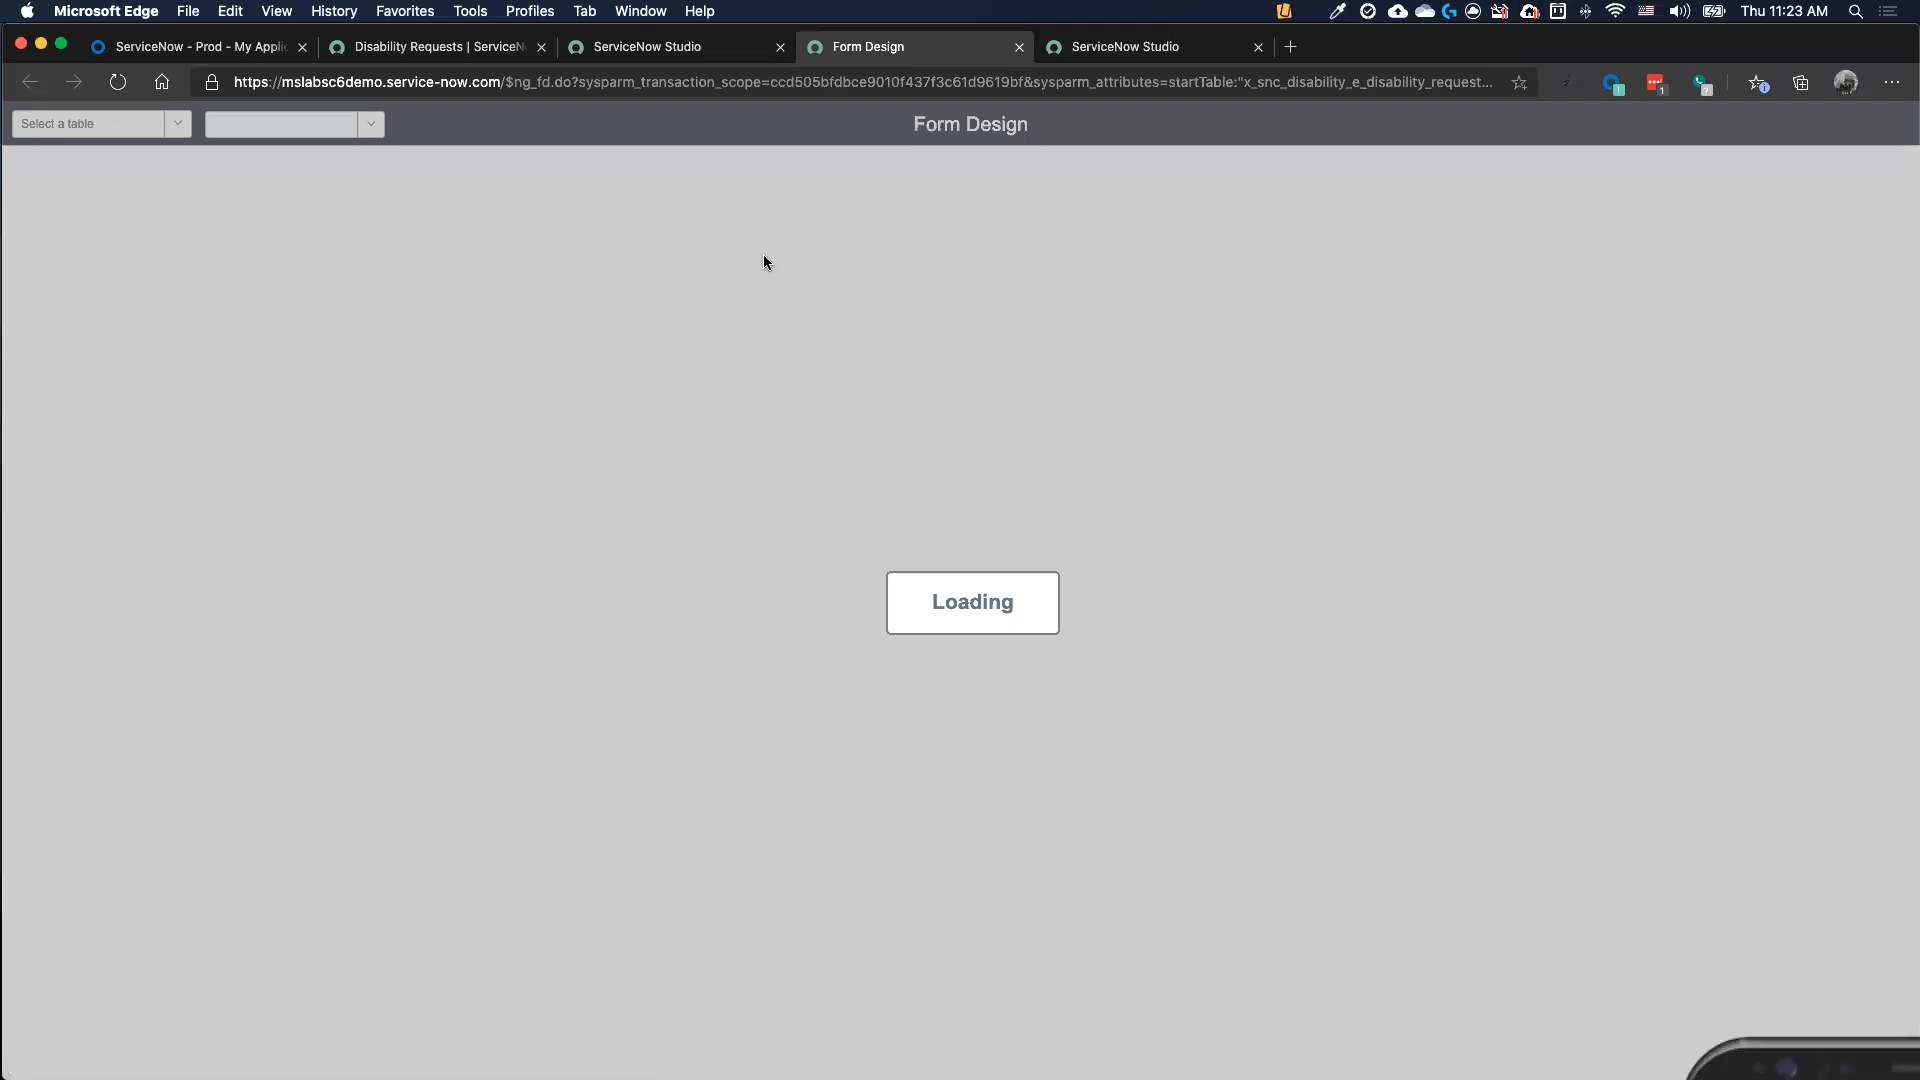 Microsoft Edge File Edit View History Favorites Tools Profiles Tab Window Help Thu 11:23 AM
ServiceNow - Prod - My Applic Disability Requests | ServiceN ServiceNow Studio Form Design ServiceNow Studio
https://mslabsc6demo.service-now.com/$ng_fd.do?sysparm_transaction_scope=ccd505bfdbce9010f437f3c61d9619bf&sysparm_attributes=startTable:"x_snc_disability_e_disability_request...
Select a table Form Design
Loading